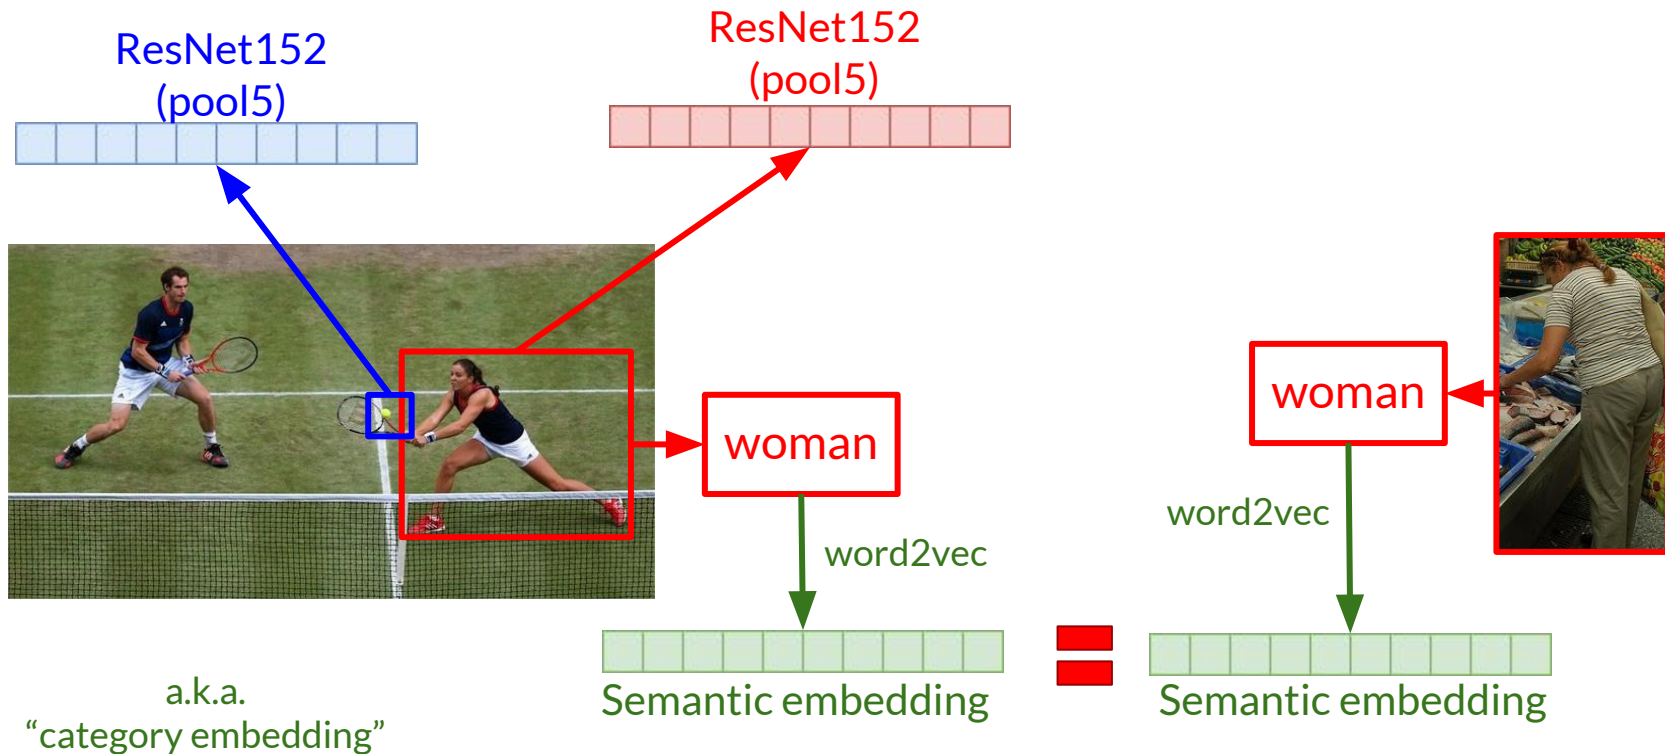 ResNet152
(pool5)
ResNet152
(pool5)
woman
woman
word2vec
word2vec
Semantic embedding
Semantic embedding
a.k.a.
“category embedding”